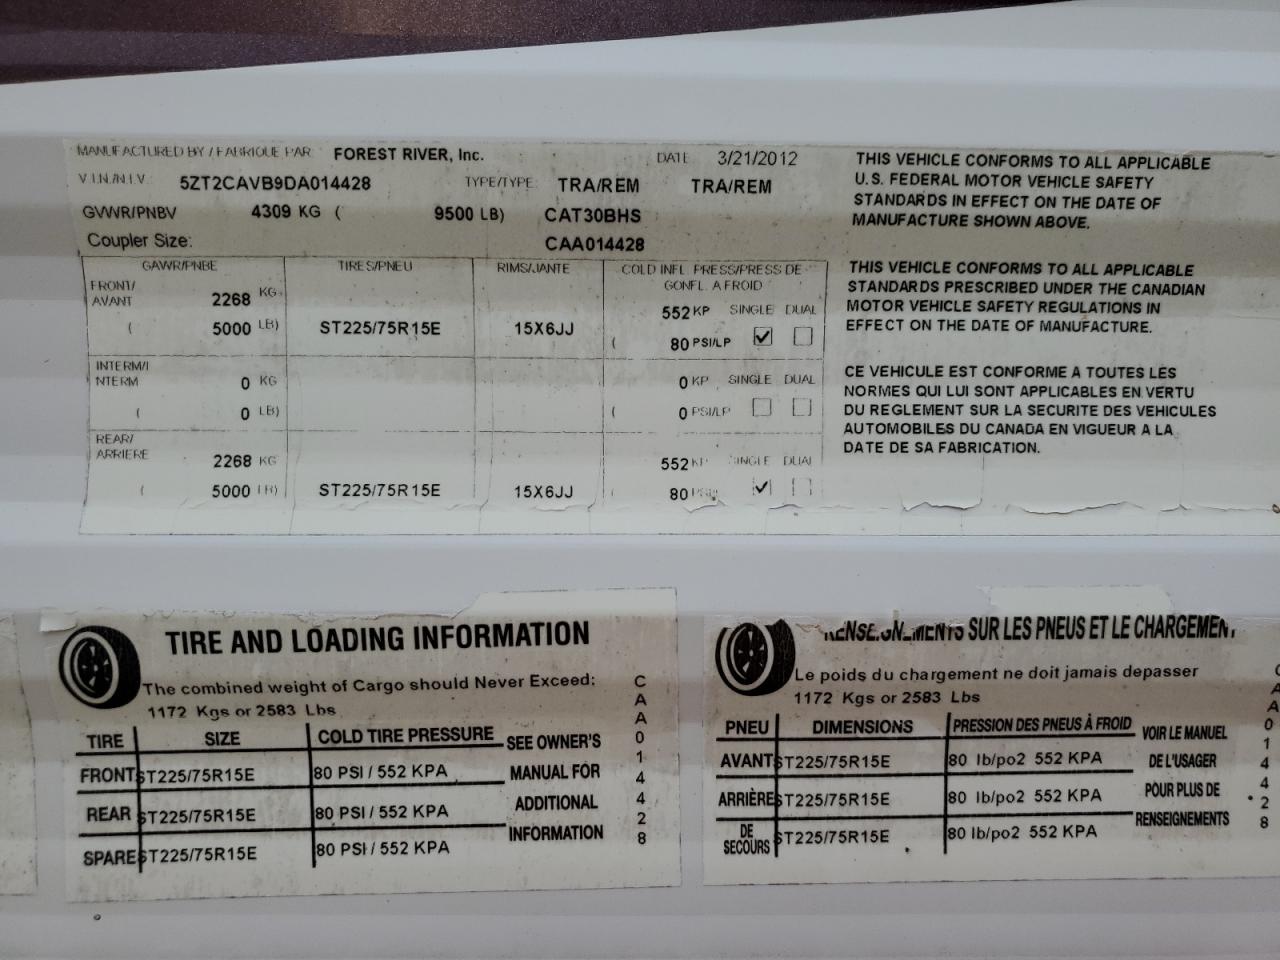 MANUFACTURED BY / FABRIQUE PAR: FOREST RIVER, Inc. DATE 3/21/2012
V.I.N./N.I.V.: 5ZT2CAVB9DA014428 TYPE/TYPE: TRA/REM TRA/REM
GVWR/PNBV 4309 KG ( 9500 LB) CAT30BHS
Coupler Size: CAA014428
GAWR/PNBE TIRES/PNEU RIMS/JANTE COLD INFL. PRESS/PRESS DE
GONFL. A FROID
FRONT/
AVANT 2268 KG 552 KP SINGLE DUAL
( 5000 LB) ST225/75R15E 15X6JJ ( 80 PSI/LP
INTERM/I
NTERM 0 KG 0 KP SINGLE DUAL
( 0 LB) ( 0 PSI/LP
REAR/
ARRIERE 2268 KG 552 KP SINGLE DUAL
( 5000 LB) ST225/75R15E 15X6JJ ( 80
THIS VEHICLE CONFORMS TO ALL APPLICABLE
U.S. FEDERAL MOTOR VEHICLE SAFETY
STANDARDS IN EFFECT ON THE DATE OF
MANUFACTURE SHOWN ABOVE.
THIS VEHICLE CONFORMS TO ALL APPLICABLE
STANDARDS PRESCRIBED UNDER THE CANADIAN
MOTOR VEHICLE SAFETY REGULATIONS IN
EFFECT ON THE DATE OF MANUFACTURE.
CE VEHICULE EST CONFORME A TOUTES LES
NORMES QUI LUI SONT APPLICABLES EN VERTU
DU REGLEMENT SUR LA SECURITE DES VEHICULES
AUTOMOBILES DU CANADA EN VIGUEUR A LA
DATE DE SA FABRICATION.
TIRE AND LOADING INFORMATION
The combined weight of Cargo should Never Exceed:
1172 Kgs or 2583 Lbs
TIRE SIZE COLD TIRE PRESSURE
FRONT ST225/75R15E 80 PSI / 552 KPA
REAR ST225/75R15E 80 PSI / 552 KPA
SPARE ST225/75R15E 80 PSI / 552 KPA
SEE OWNER'S
MANUAL FOR
ADDITIONAL
INFORMATION
CAA014428
RENSEIGNEMENTS SUR LES PNEUS ET LE CHARGEMENT
Le poids du chargement ne doit jamais depasser
1172 Kgs or 2583 Lbs
PNEU DIMENSIONS PRESSION DES PNEUS À FROID
AVANT ST225/75R15E 80 lb/po2 552 KPA
ARRIÈRE ST225/75R15E 80 lb/po2 552 KPA
DE
SECOURS ST225/75R15E 80 lb/po2 552 KPA
VOIR LE MANUEL
DE L'USAGER
POUR PLUS DE
RENSEIGNEMENTS
CAA014428